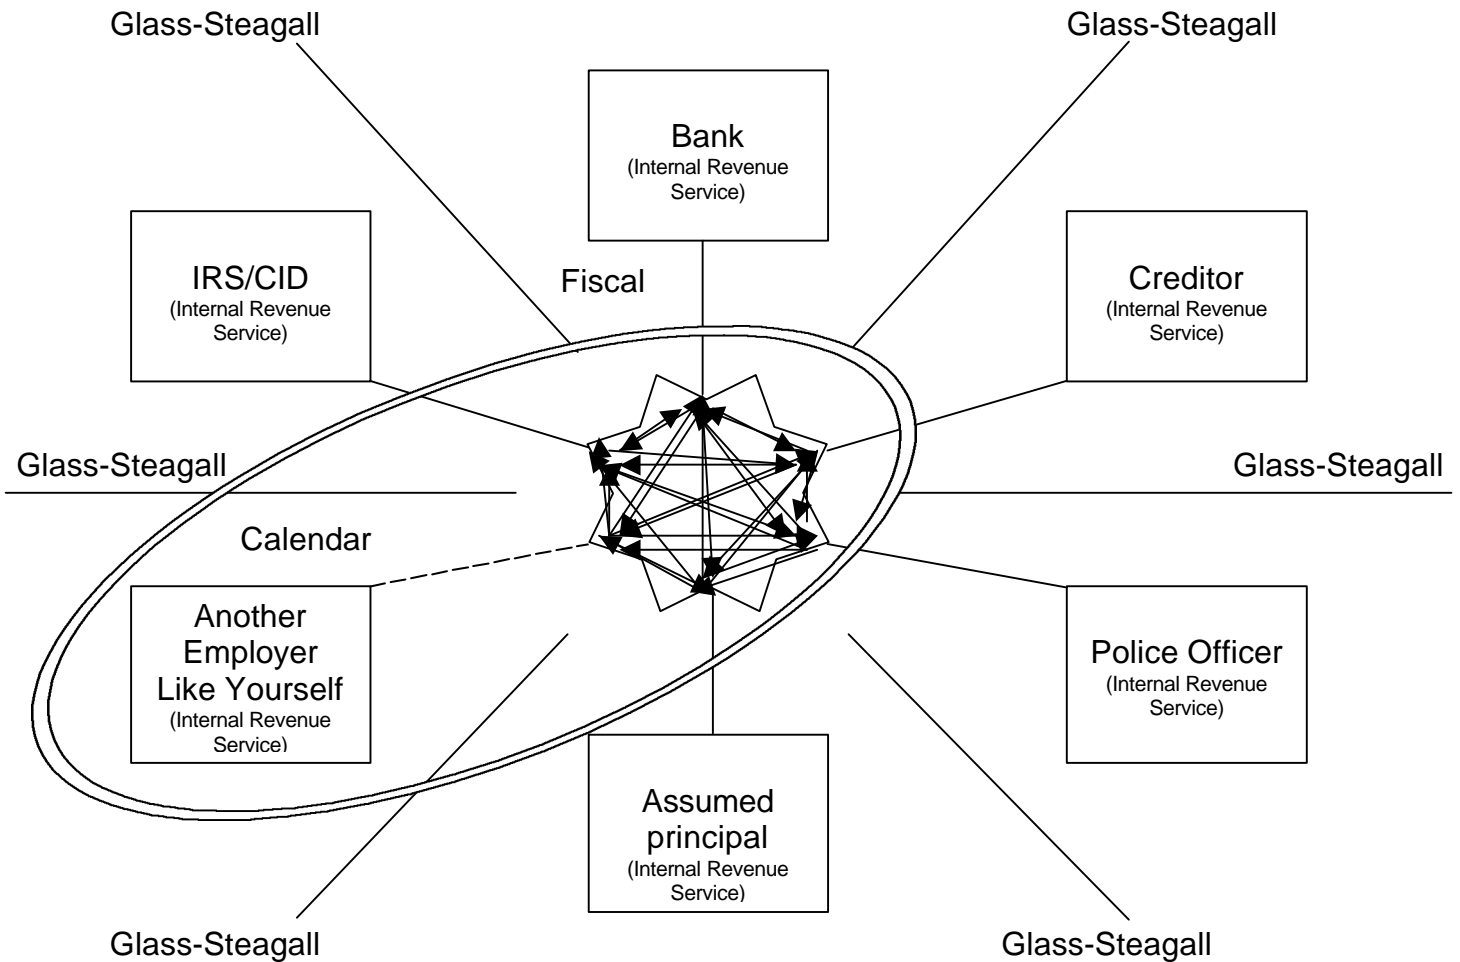 Glass-Steagall
Glass-Steagall
Bank
(Internal Revenue
Service)
IRS/CID
(Internal Revenue
Service)
Fiscal
Creditor
(Internal Revenue
Service)
Glass-Steagall
Glass-Steagall
Calendar
Another
Employer
Like Yourself
(Internal Revenue
Service)
Police Officer
(Internal Revenue
Service)
Assumed
principal
(Internal Revenue
Service)
Glass-Steagall
Glass-Steagall